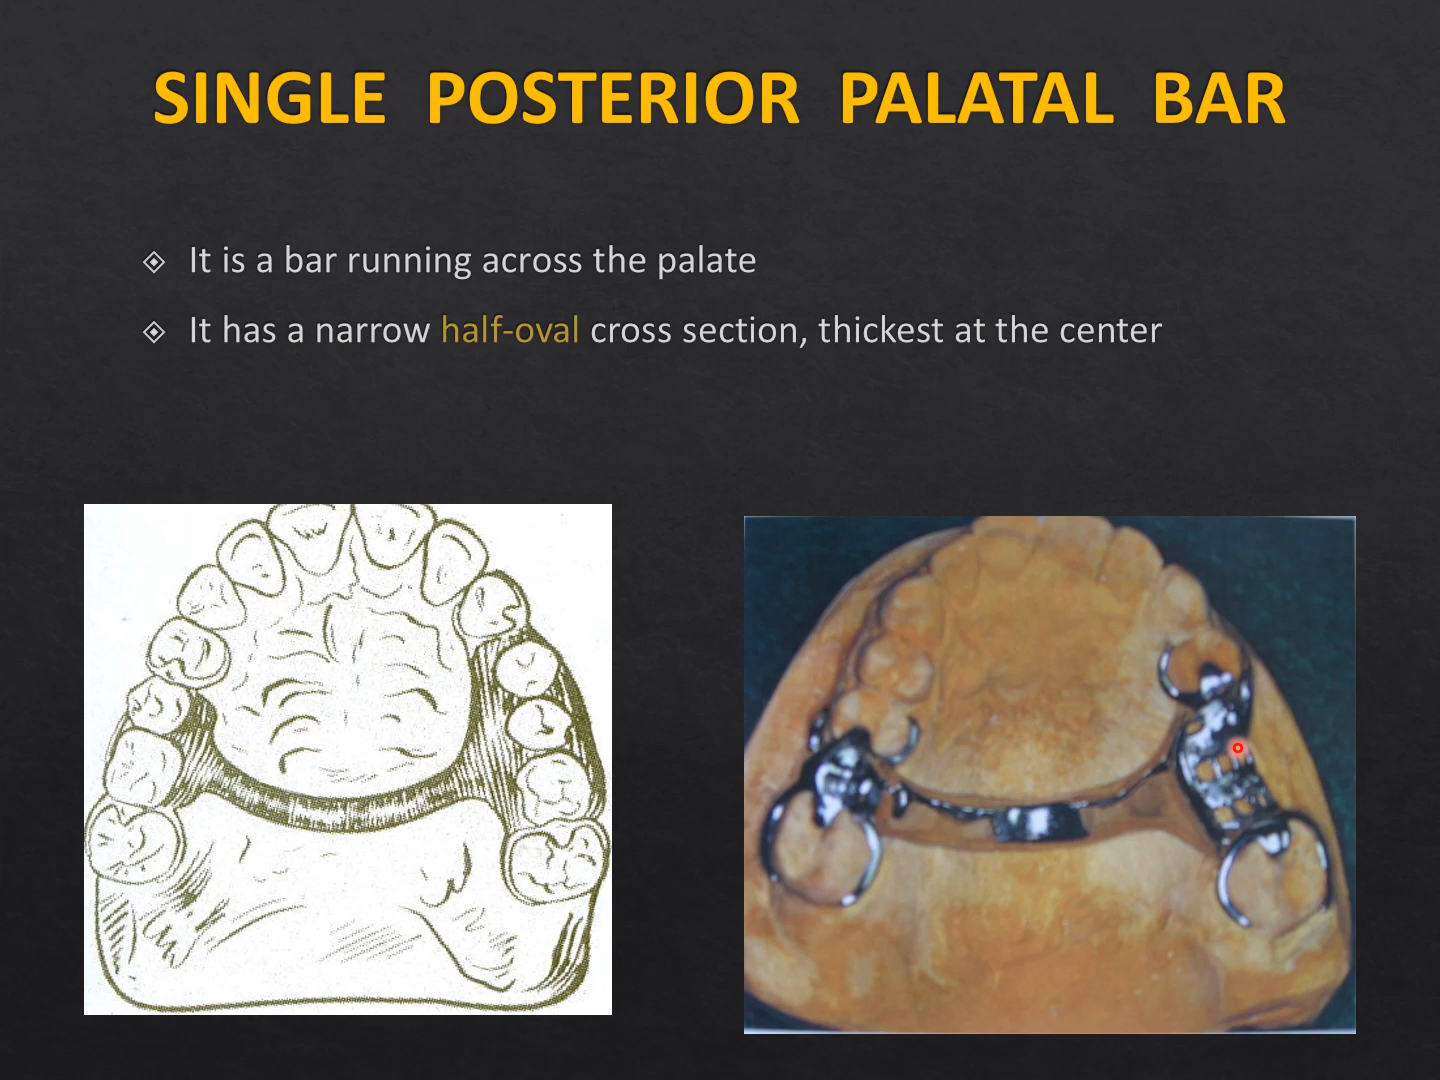 SINGLE POSTERIOR PALATAL BAR
It is a bar running across the palate
It has a narrow half-oval cross section, thickest at the center